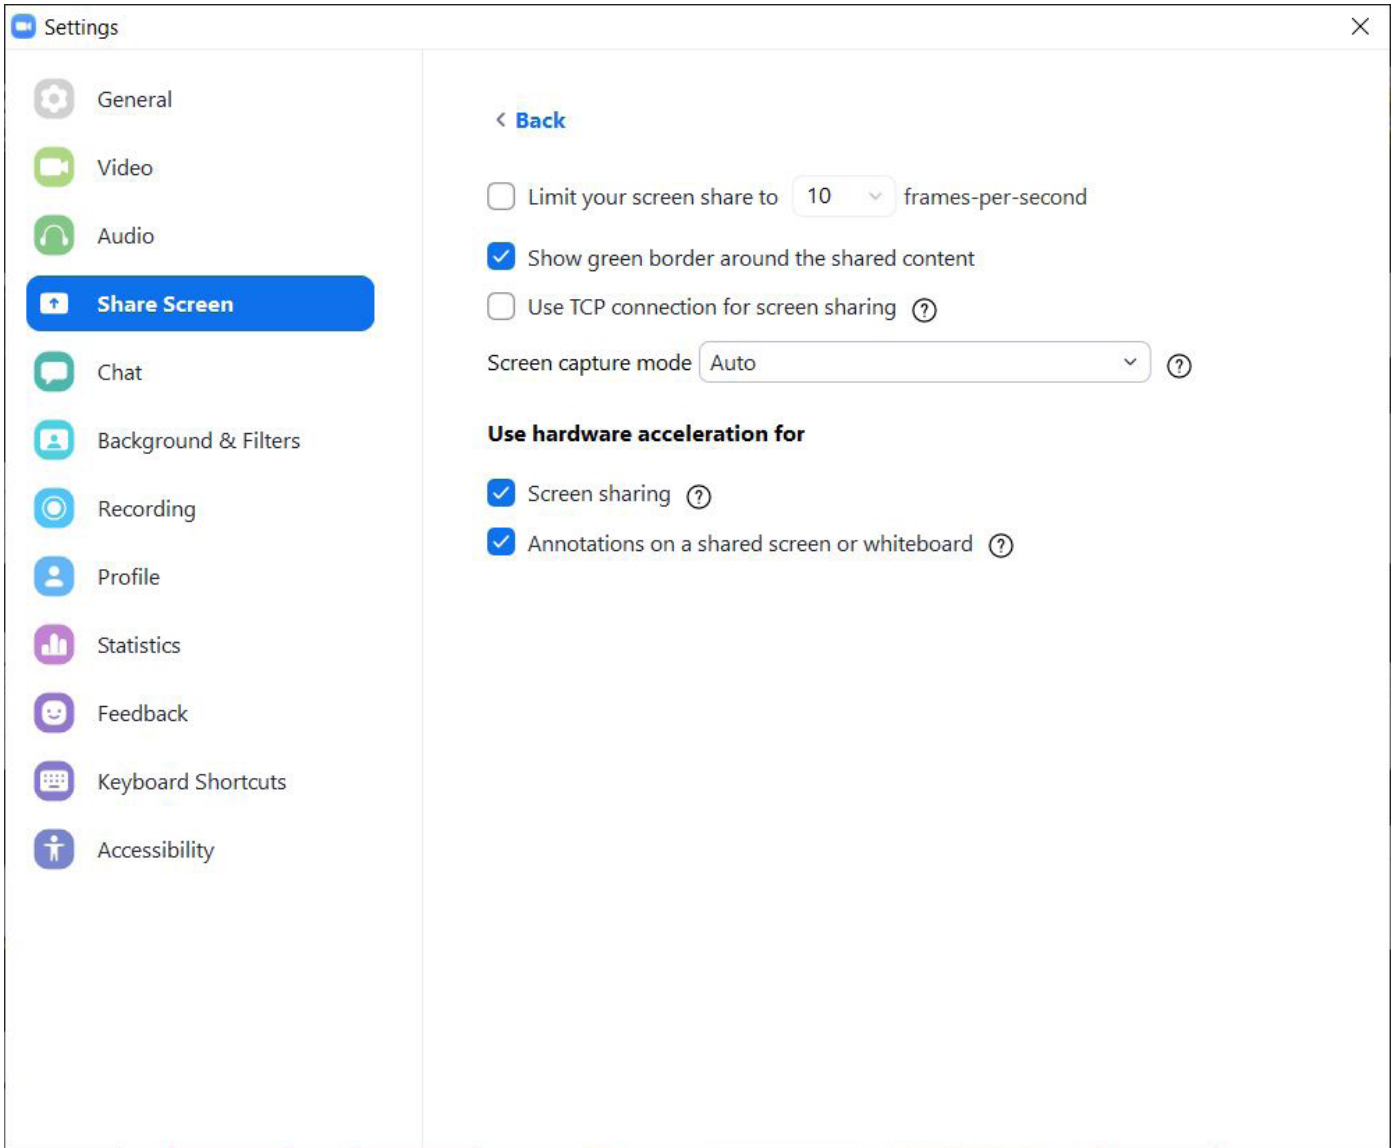 Settings
General
Video
Audio
Share Screen
Chat
Background & Filters
Recording
Profile
Statistics
Feedback
Keyboard Shortcuts
Accessibility
Back
Limit your screen share to 10 frames-per-second
Show green border around the shared content
Use TCP connection for screen sharing ?
Screen capture mode Auto ?
Use hardware acceleration for
Screen sharing ?
Annotations on a shared screen or whiteboard ?